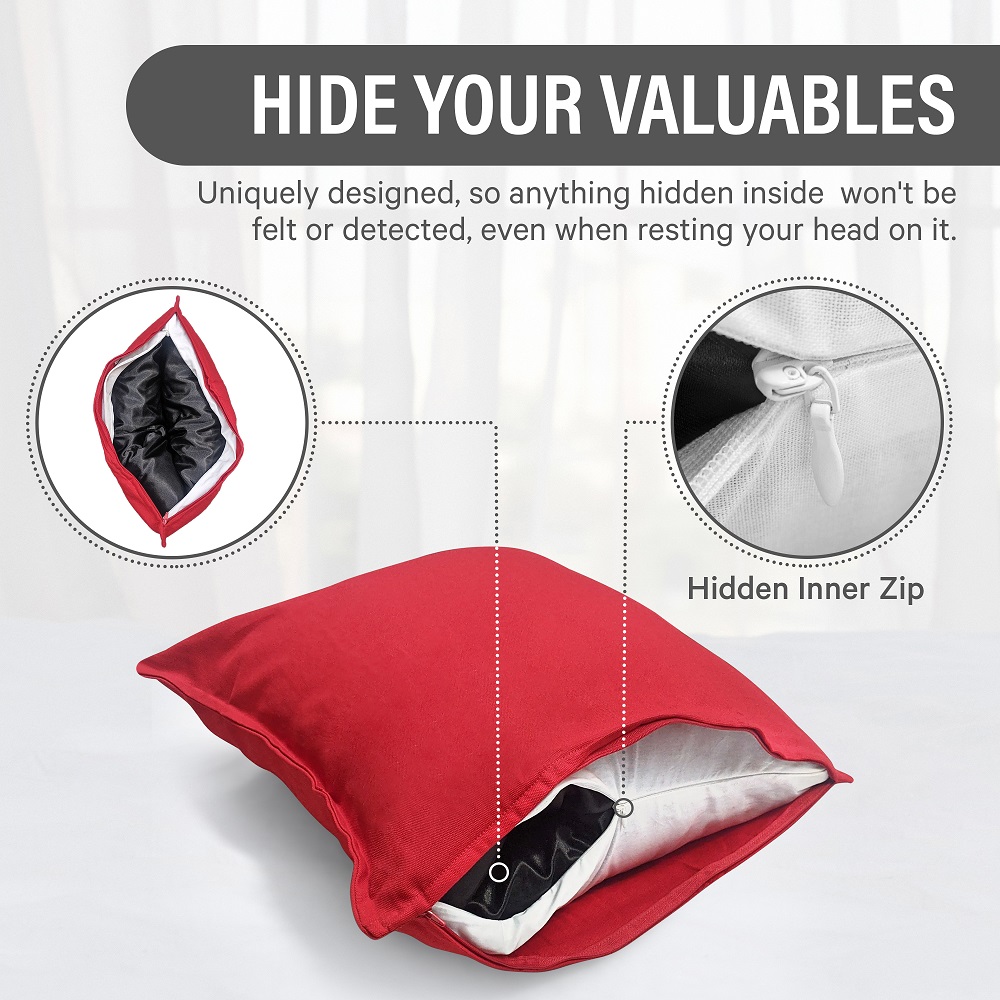 HIDE YOUR VALUABLES
Uniquely designed, so anything hidden inside  won't be
felt or detected, even when resting your head on it.
Hidden Inner Zip